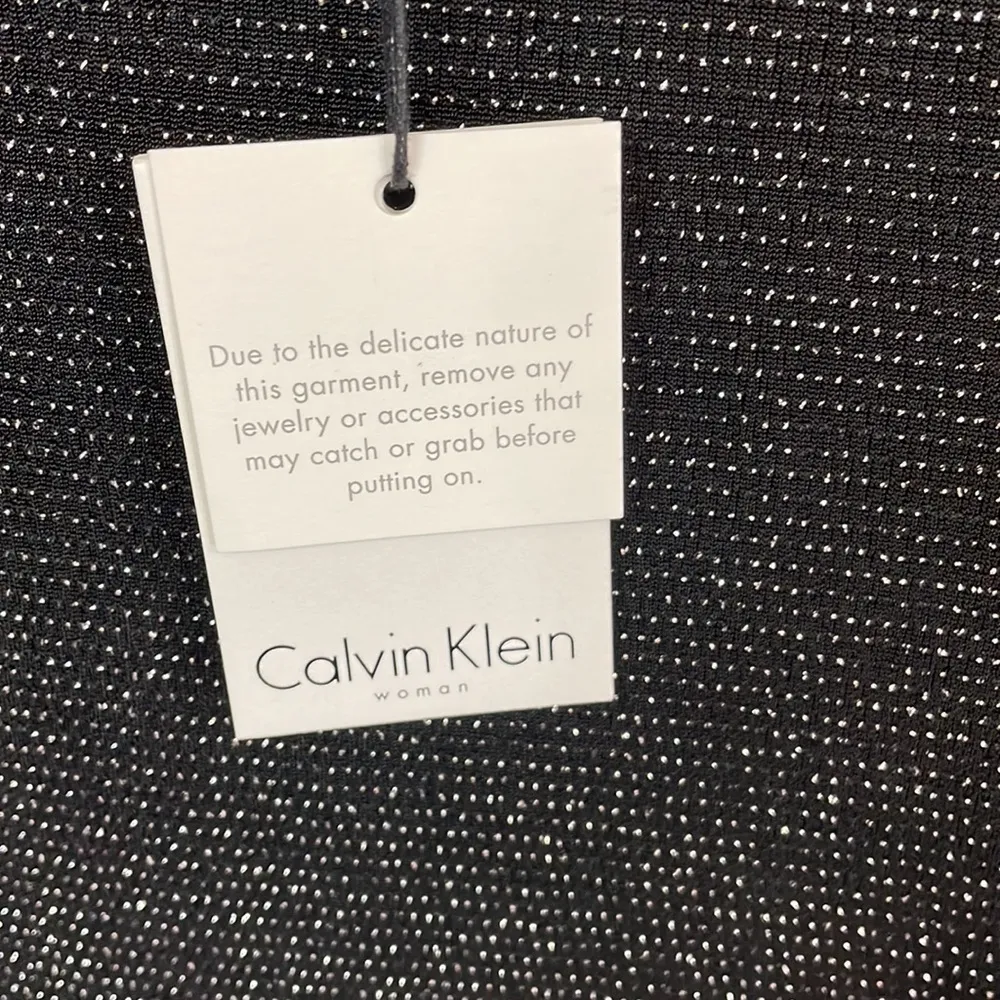 Due to the delicate nature of
this garment, remove any
jewelry or accessories that
may catch or grab before
putting on.
Calvin Klein
woman